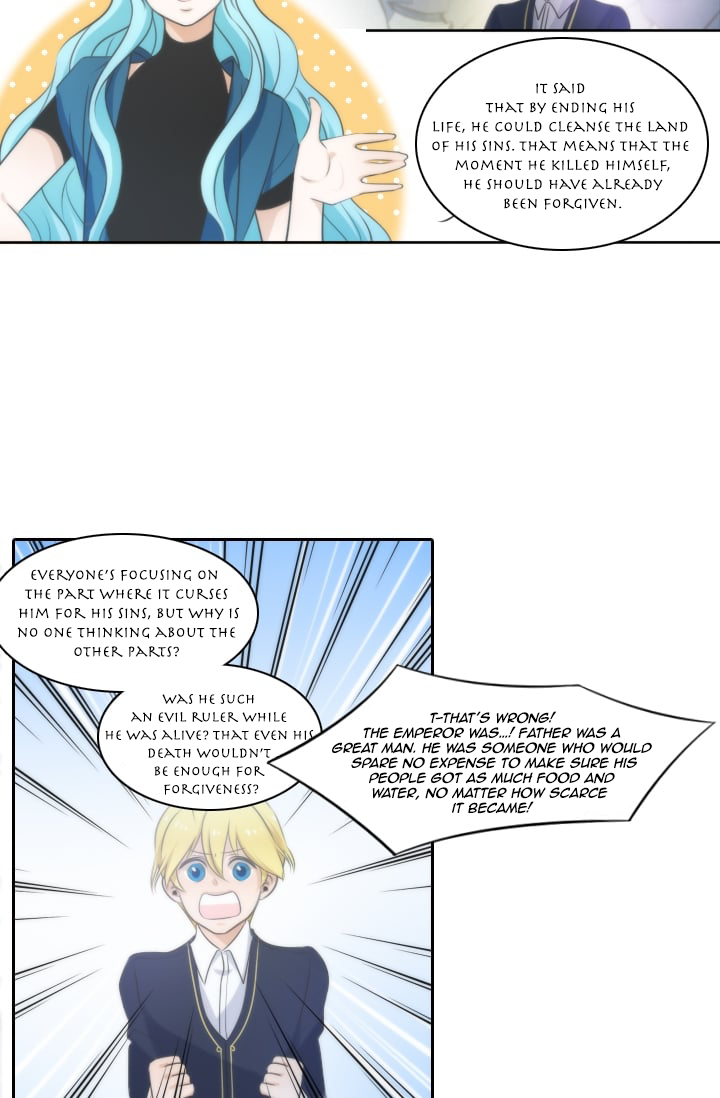 IT SAID
THAT BY ENDING HIS
LIFE, HE COULD CLEANSE THE LAND
OF HIS SINS. THAT MEANS THAT THE
MOMENT HE KILLED HIMSELF,
HE SHOULD HAVE ALREADY
BEEN FORGIVEN.
EVERYONE'S FOCUSING ON
THE PART WHERE IT CURSES
HIM FOR HIS SINS, BUT WHY IS
NO ONE THINKING ABOUT THE
OTHER PARTS?
WAS HE SUCH
AN EVIL RULER WHILE
HE WAS ALIVE? THAT EVEN HIS
DEATH WOULDN'T
BE ENOUGH FOR
FORGIVENESS?
T-THAT'S WRONG!
THE EMPEROR WAS...! FATHER WAS A
GREAT MAN. HE WAS SOMEONE WHO WOULD
SPARE NO EXPENSE TO MAKE SURE HIS
PEOPLE GOT AS MUCH FOOD AND
WATER, NO MATTER HOW SCARCE
IT BECAME!